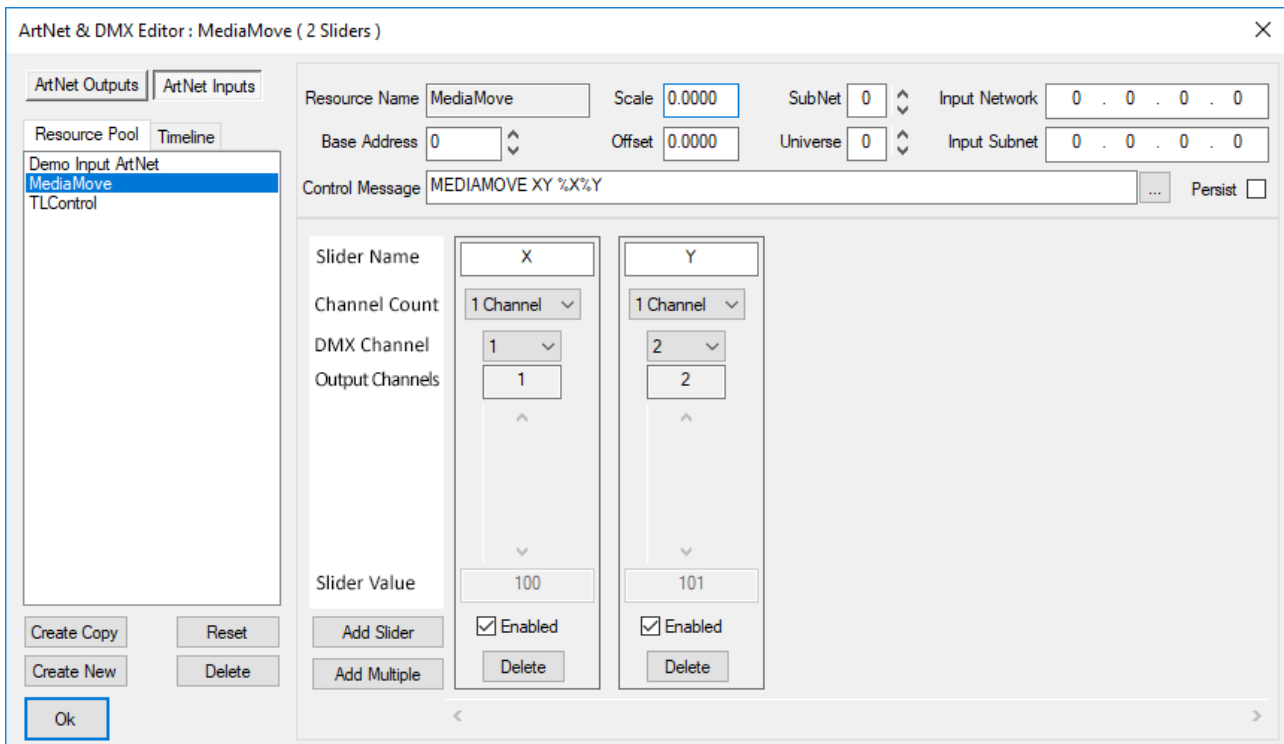 ArtNet & DMX Editor : MediaMove ( 2 Sliders )
ArtNet Outputs ArtNet Inputs
Resource Pool Timeline
Demo Input ArtNet
MediaMove
TLControl
Create Copy Reset
Create New Delete
Ok
Resource Name MediaMove Scale 0.0000 SubNet 0 Input Network 0 . 0 . 0 . 0
Base Address 0 Offset 0.0000 Universe 0 Input Subnet 0 . 0 . 0 . 0
Control Message MEDIAMOVE XY %X%Y ... Persist
Slider Name X Y
Channel Count 1 Channel 1 Channel
DMX Channel 1 2
Output Channels 1 2
Slider Value 100 101
Add Slider Enabled Enabled
Add Multiple Delete Delete